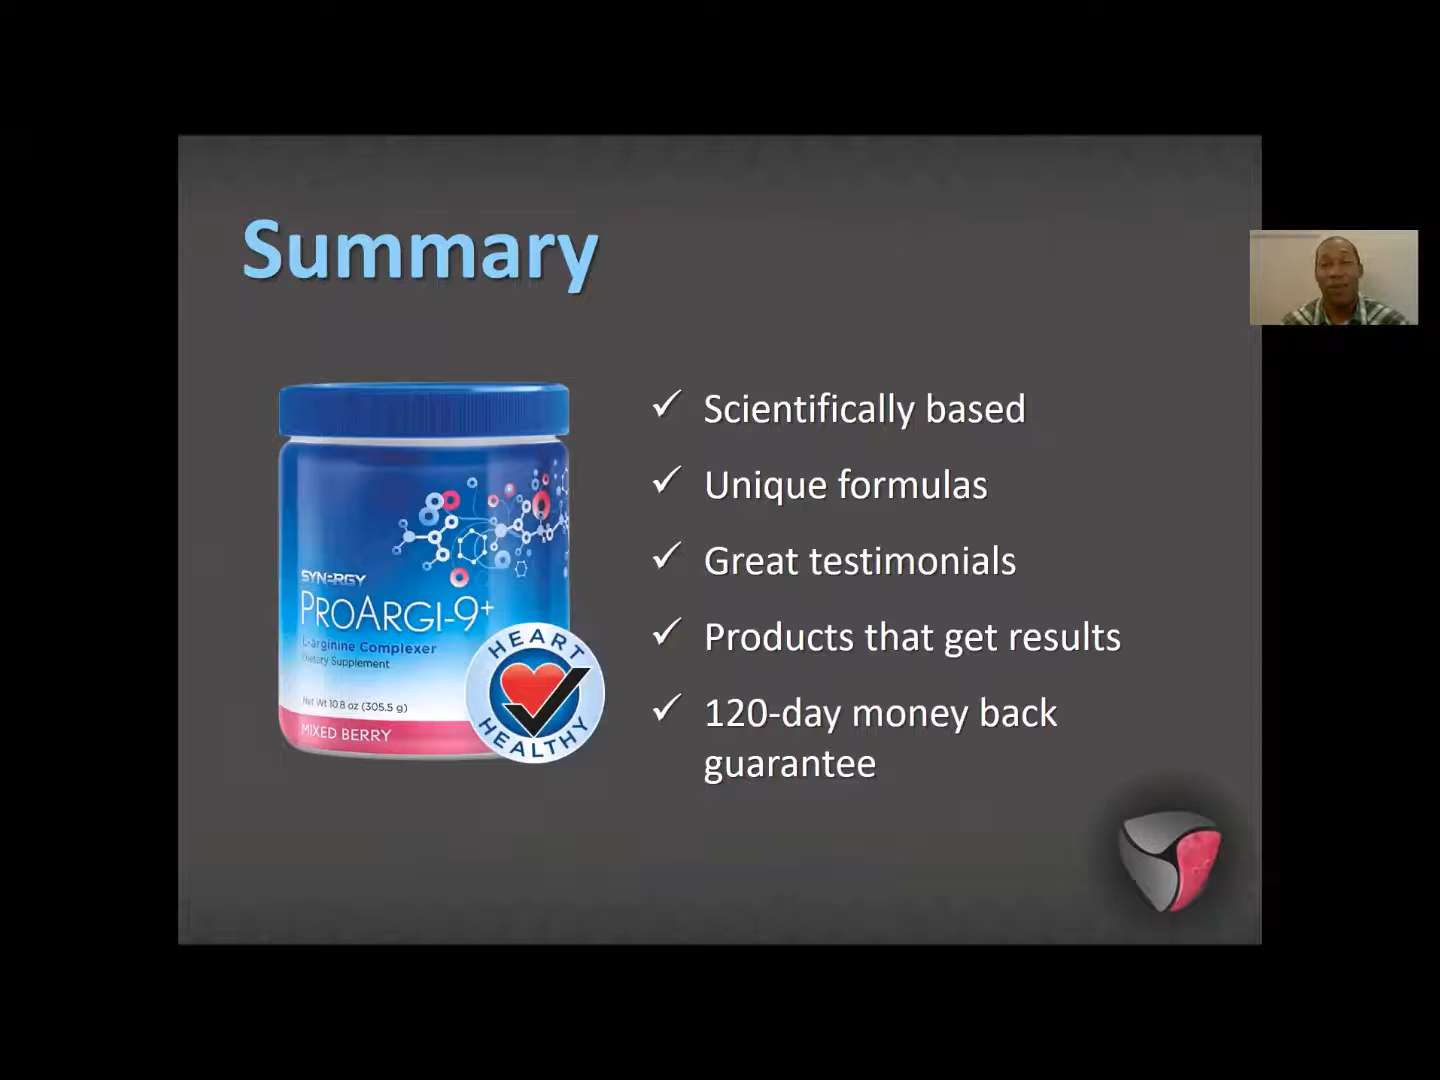 Summary
Scientifically based
Unique formulas
Great testimonials
Products that get results
120-day money back
guarantee
SYNERGY
PROARGI-9+
L-arginine Complexer
Dietary Supplement
Net Wt 10.8 oz (305.5 g)
MIXED BERRY
HEART
HEALTHY